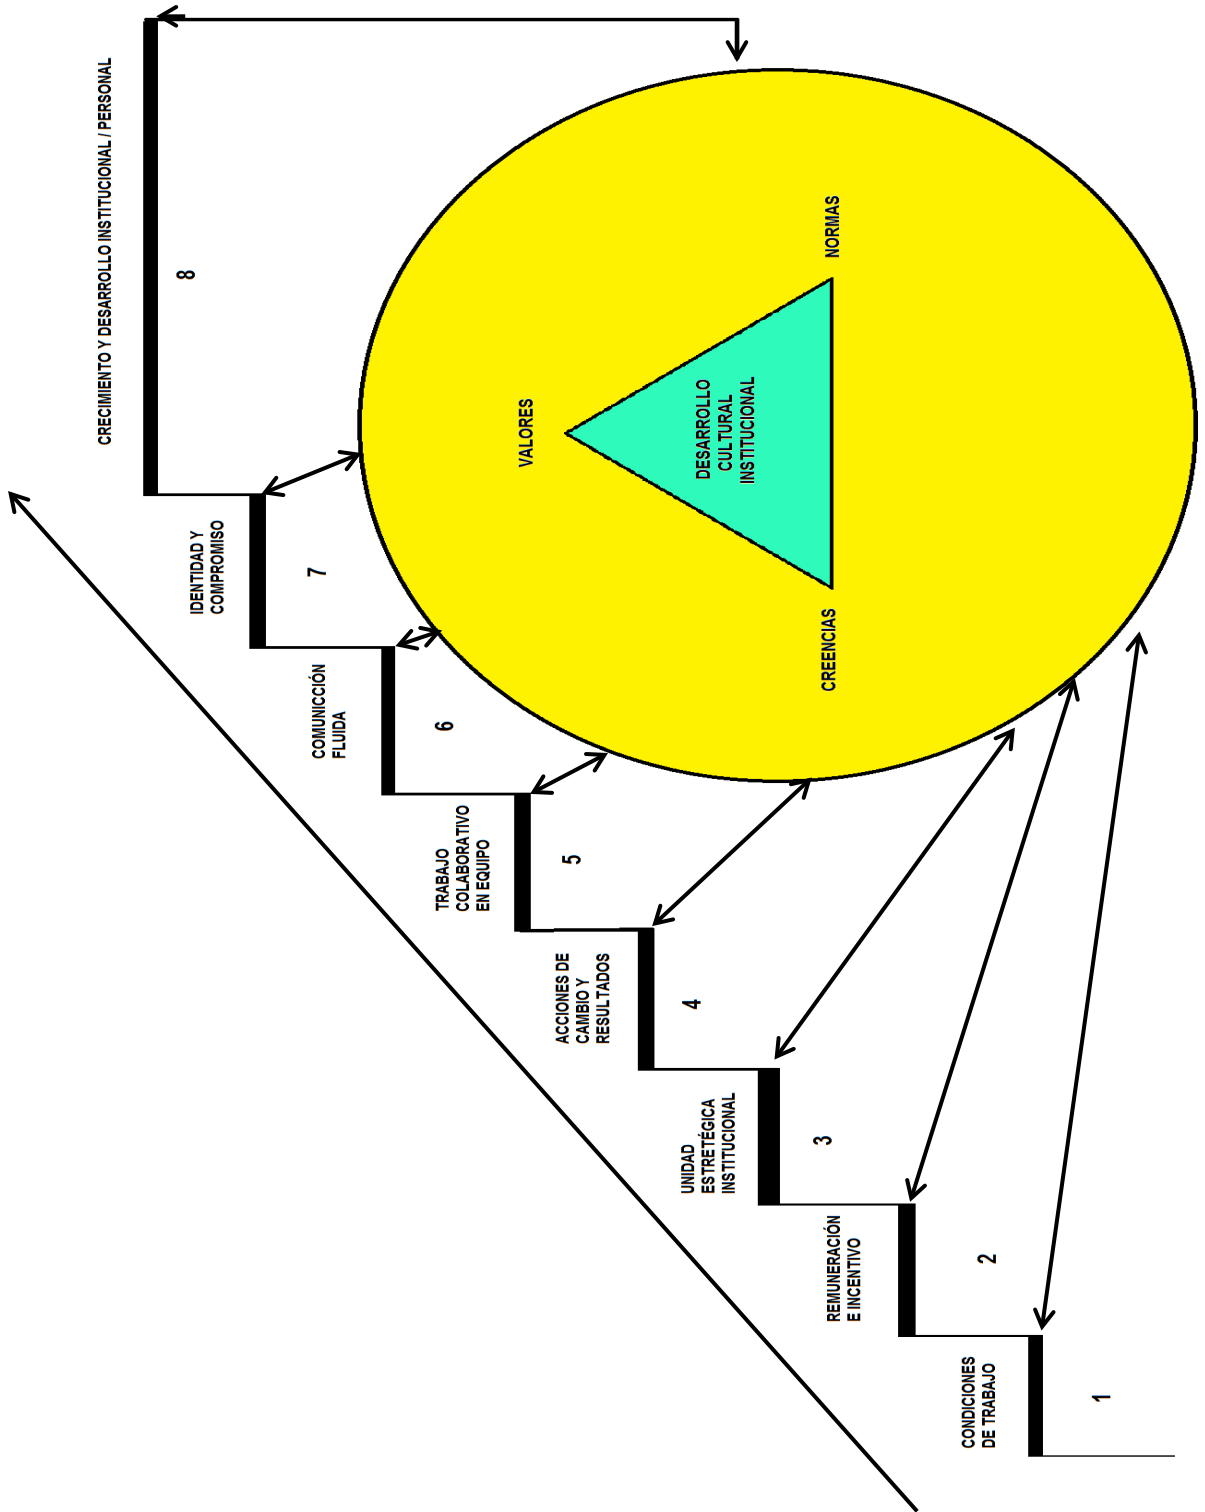 CRECIMIENTO Y DESARROLLO INSTITUCIONAL / PERSONAL
8
IDENTIDAD Y
COMPROMISO
7
COMUNICCIÓN
FLUIDA
6
TRABAJO
COLABORATIVO
EN EQUIPO
5
ACCIONES DE
CAMBIO Y
RESULTADOS
4
UNIDAD
ESTRETÉGICA
INSTITUCIONAL
3
REMUNERACIÓN
E INCENTIVO
2
CONDICIONES
DE TRABAJO
1
VALORES
DESARROLLO
CULTURAL
INSTITUCIONAL
CREENCIAS
NORMAS